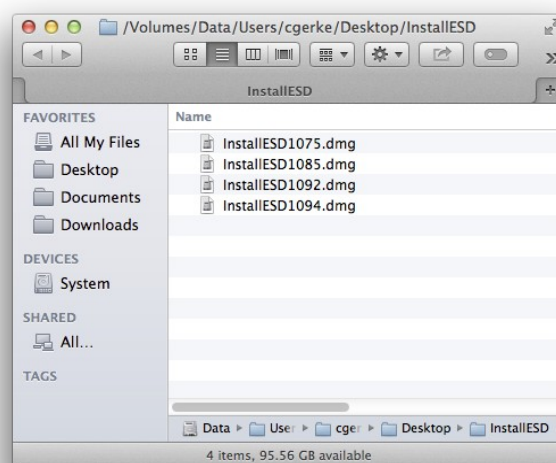 /Volumes/Data/Users/cgerke/Desktop/InstallESD
InstallESD
FAVORITES
All My Files
Desktop
Documents
Downloads
DEVICES
System
SHARED
All...
TAGS
Name
InstallESD1075.dmg
InstallESD1085.dmg
InstallESD1092.dmg
InstallESD1094.dmg
Data ▸ User ▸ cger ▸ Desktop ▸ InstallESD
4 items, 95.56 GB available